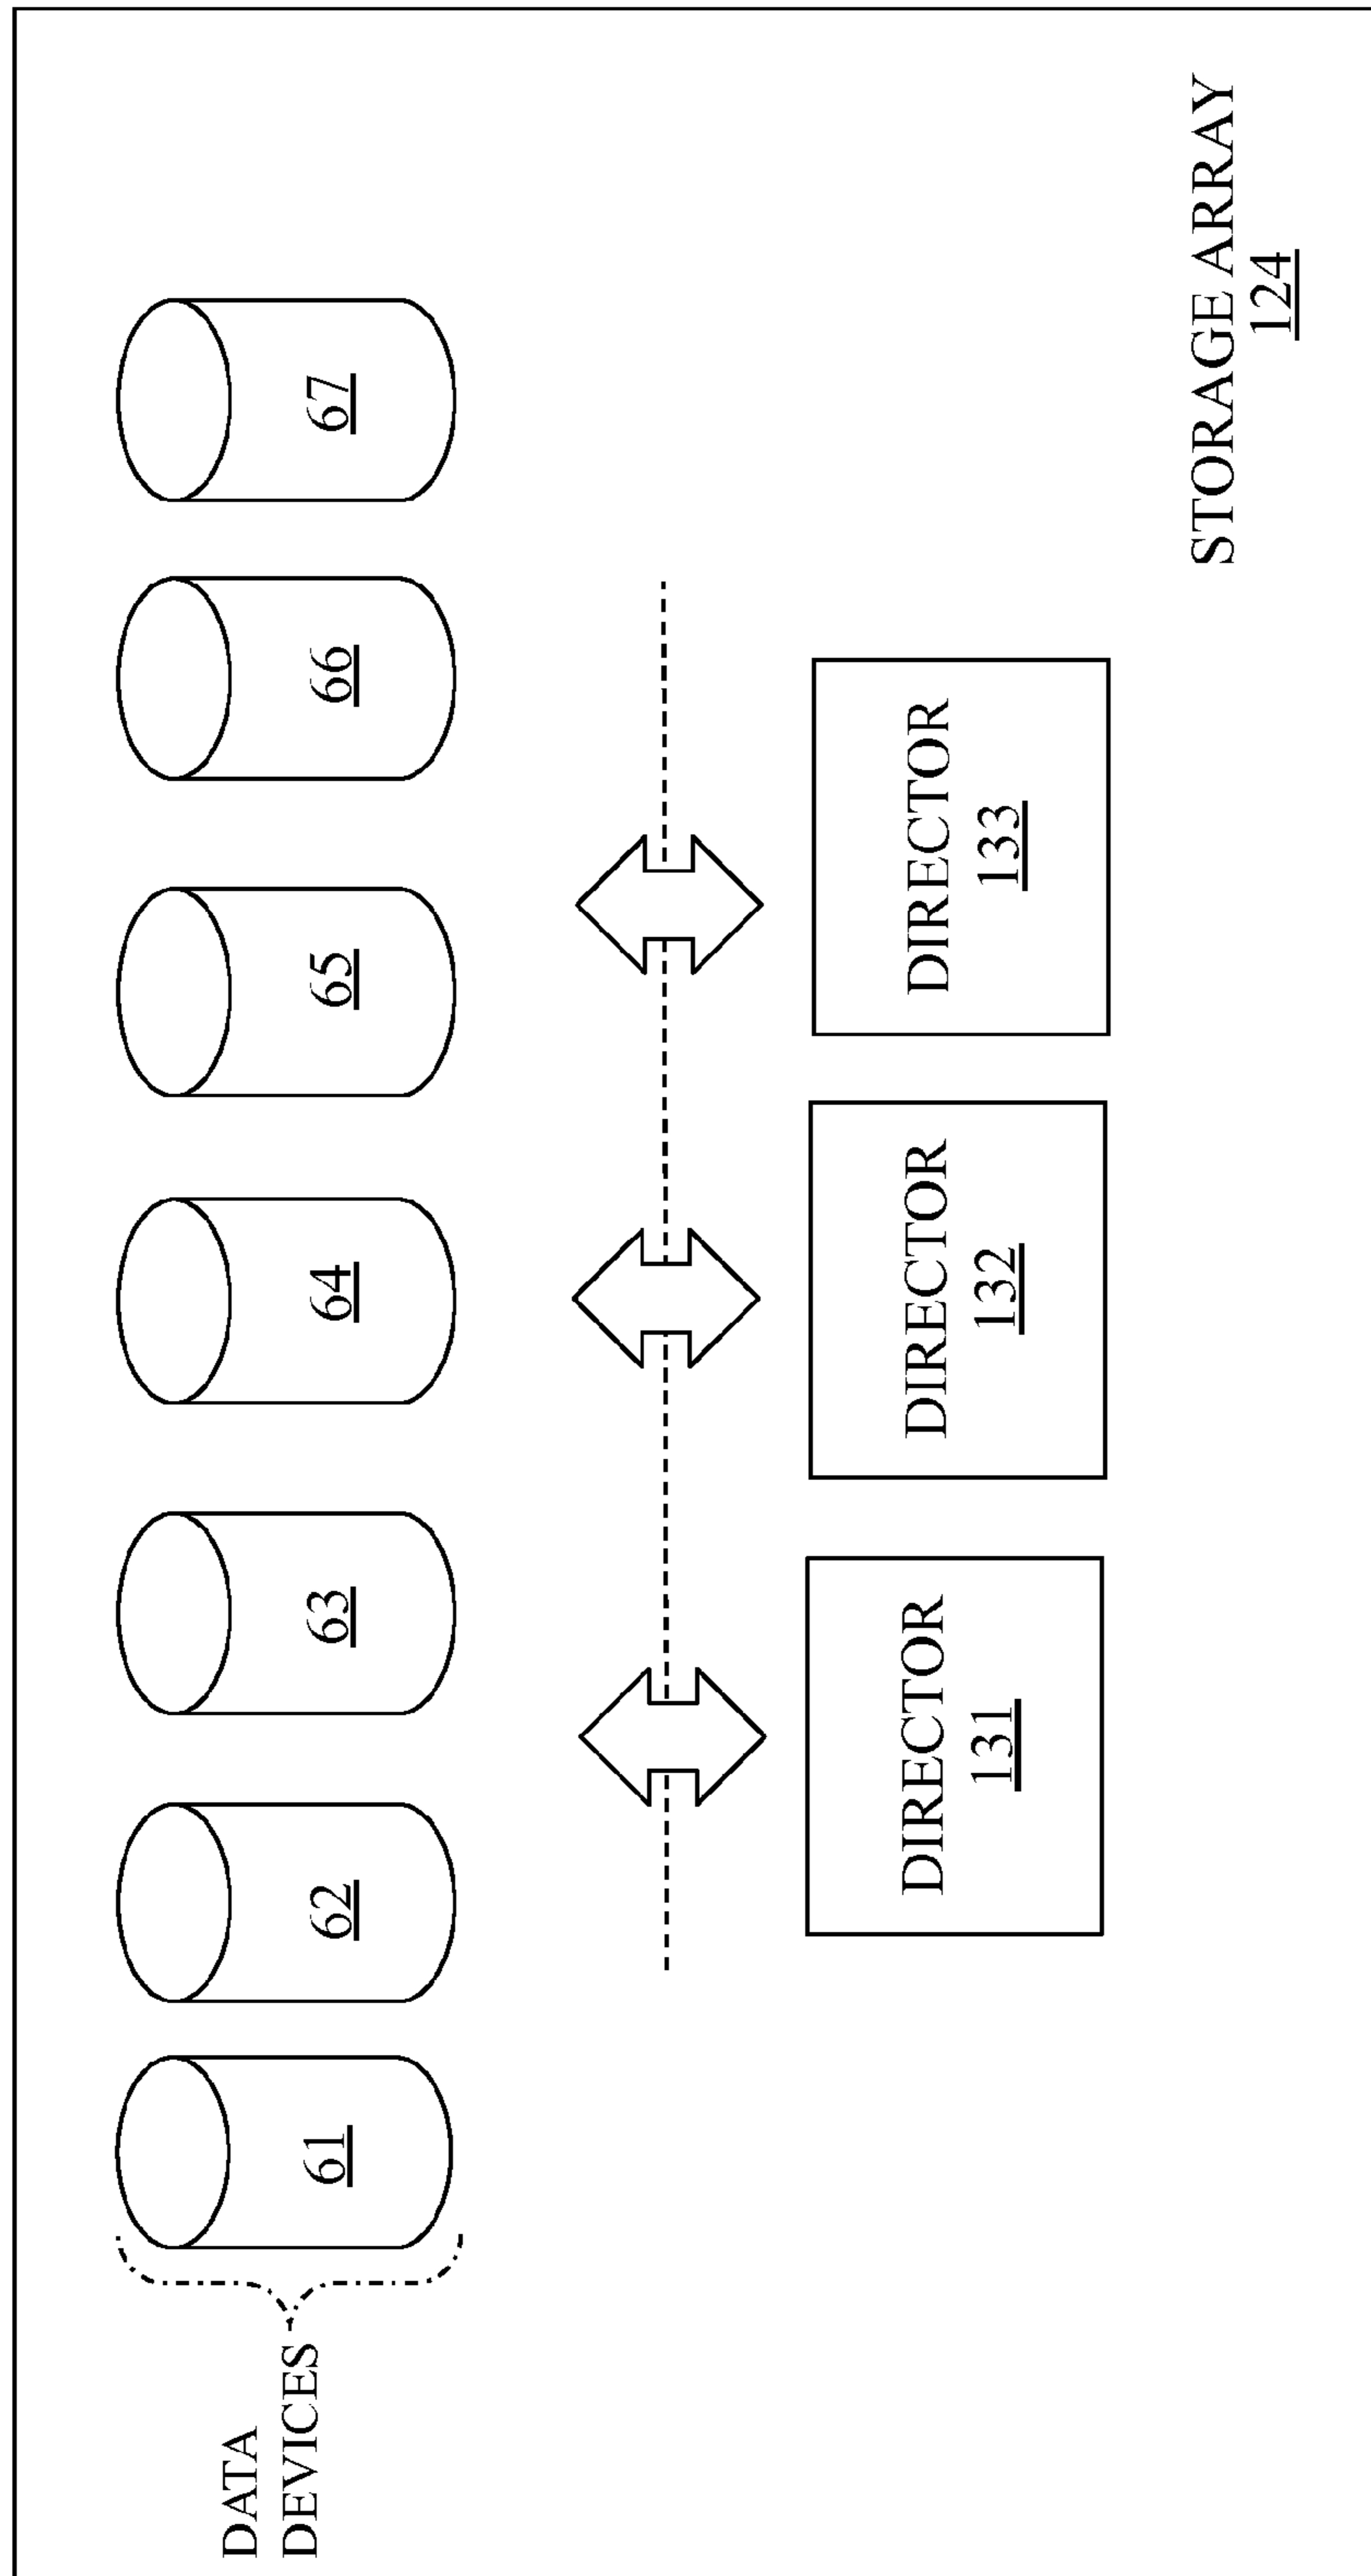 DATA
DEVICES
61
62
63
64
65
66
67
DIRECTOR
131
DIRECTOR
132
DIRECTOR
133
STORAGE ARRAY
124